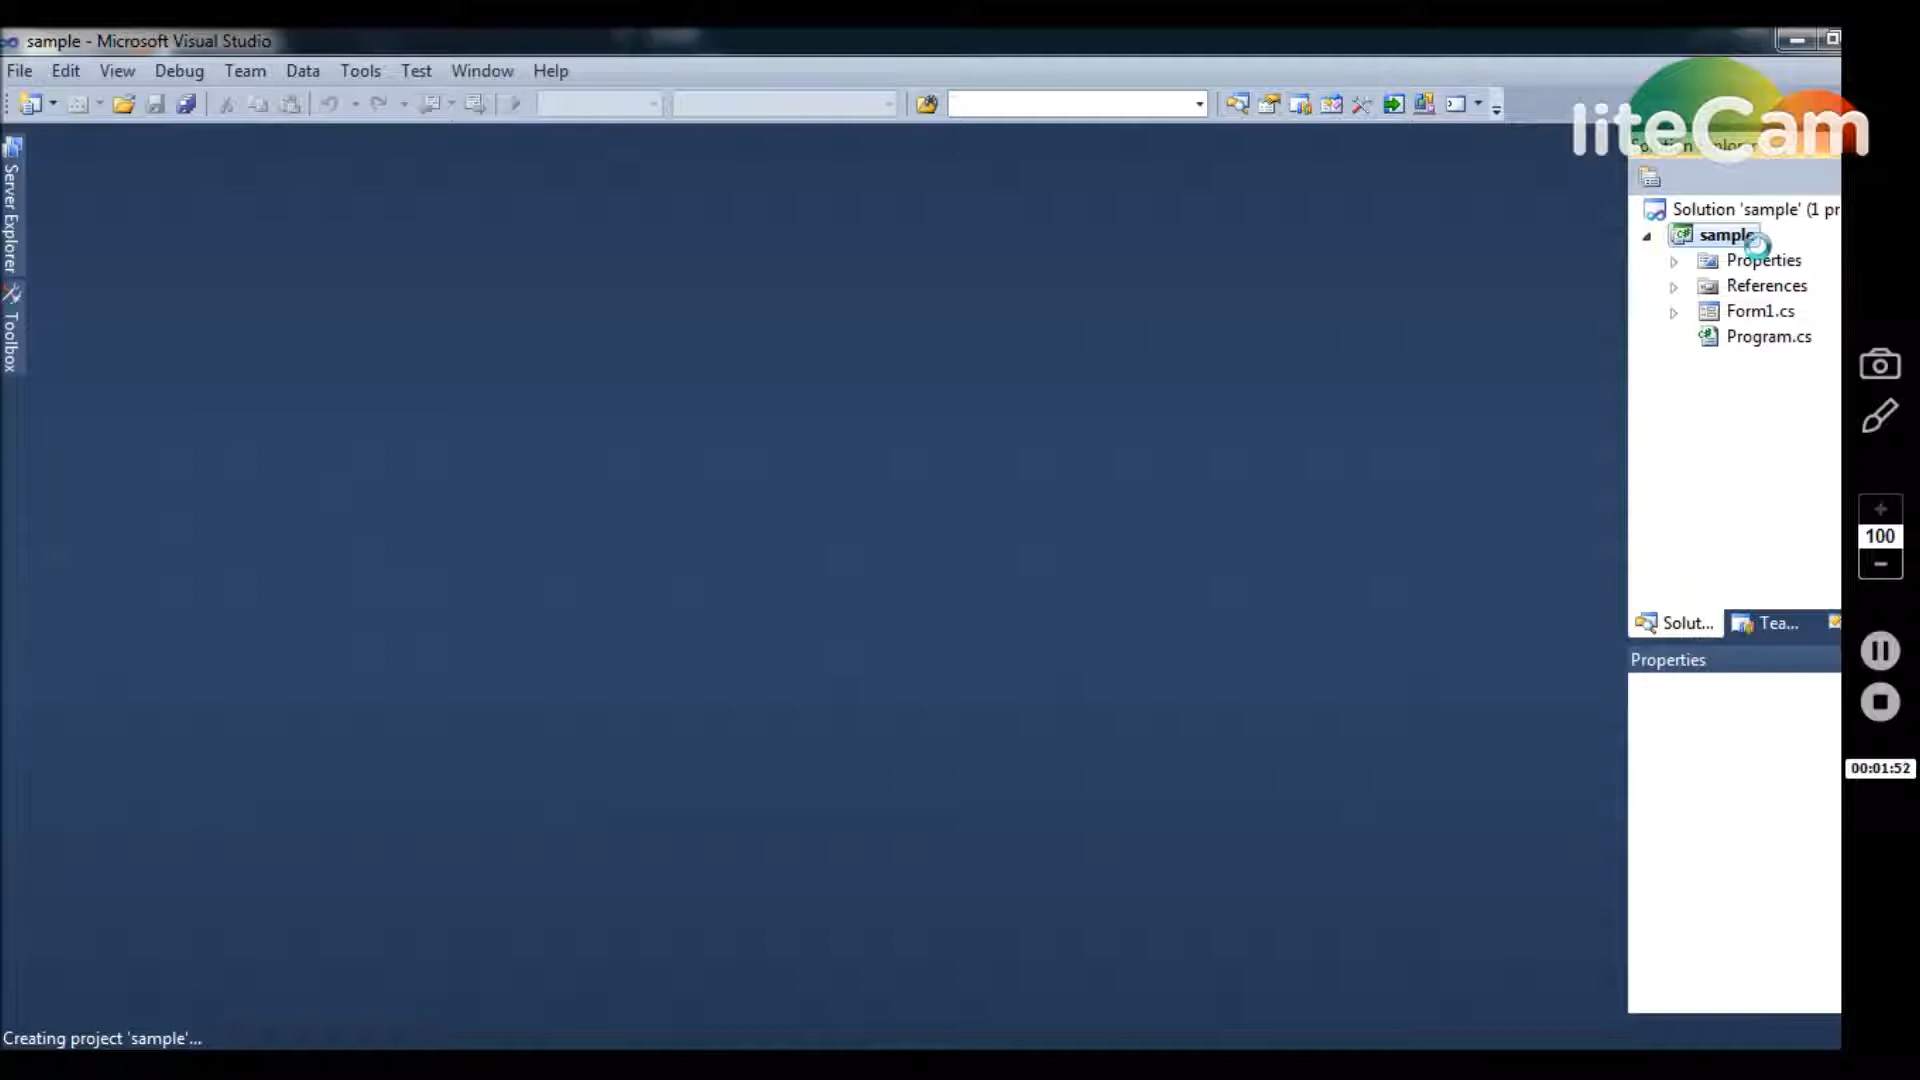 sample - Microsoft Visual Studio
File Edit View Debug Team Data Tools Test Window Help
liteCam
Solution Explorer
Server Explorer
Toolbox
Solution 'sample' (1 pr
sample
Properties
References
Form1.cs
Program.cs
100
Solut... Tea...
Properties
00:01:52
Creating project 'sample'...